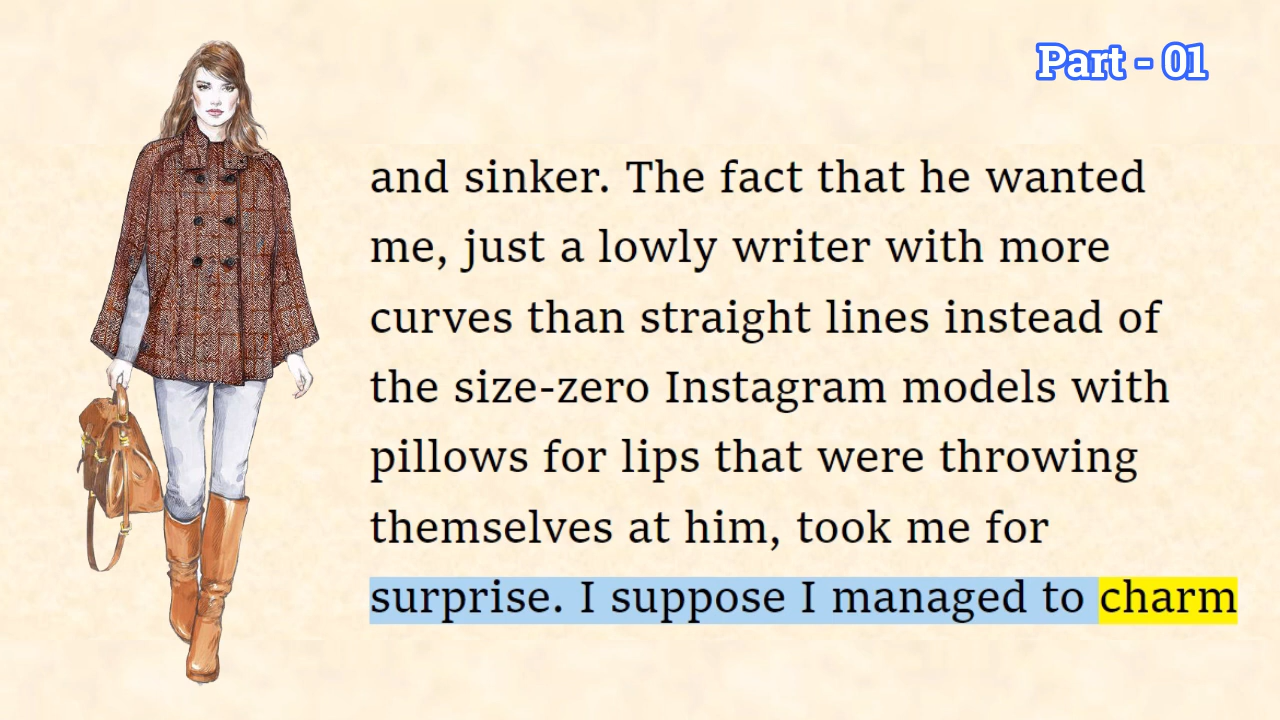 Part - 01
and sinker. The fact that he wanted
me, just a lowly writer with more
curves than straight lines instead of
the size-zero Instagram models with
pillows for lips that were throwing
themselves at him, took me for
surprise. I suppose I managed to charm